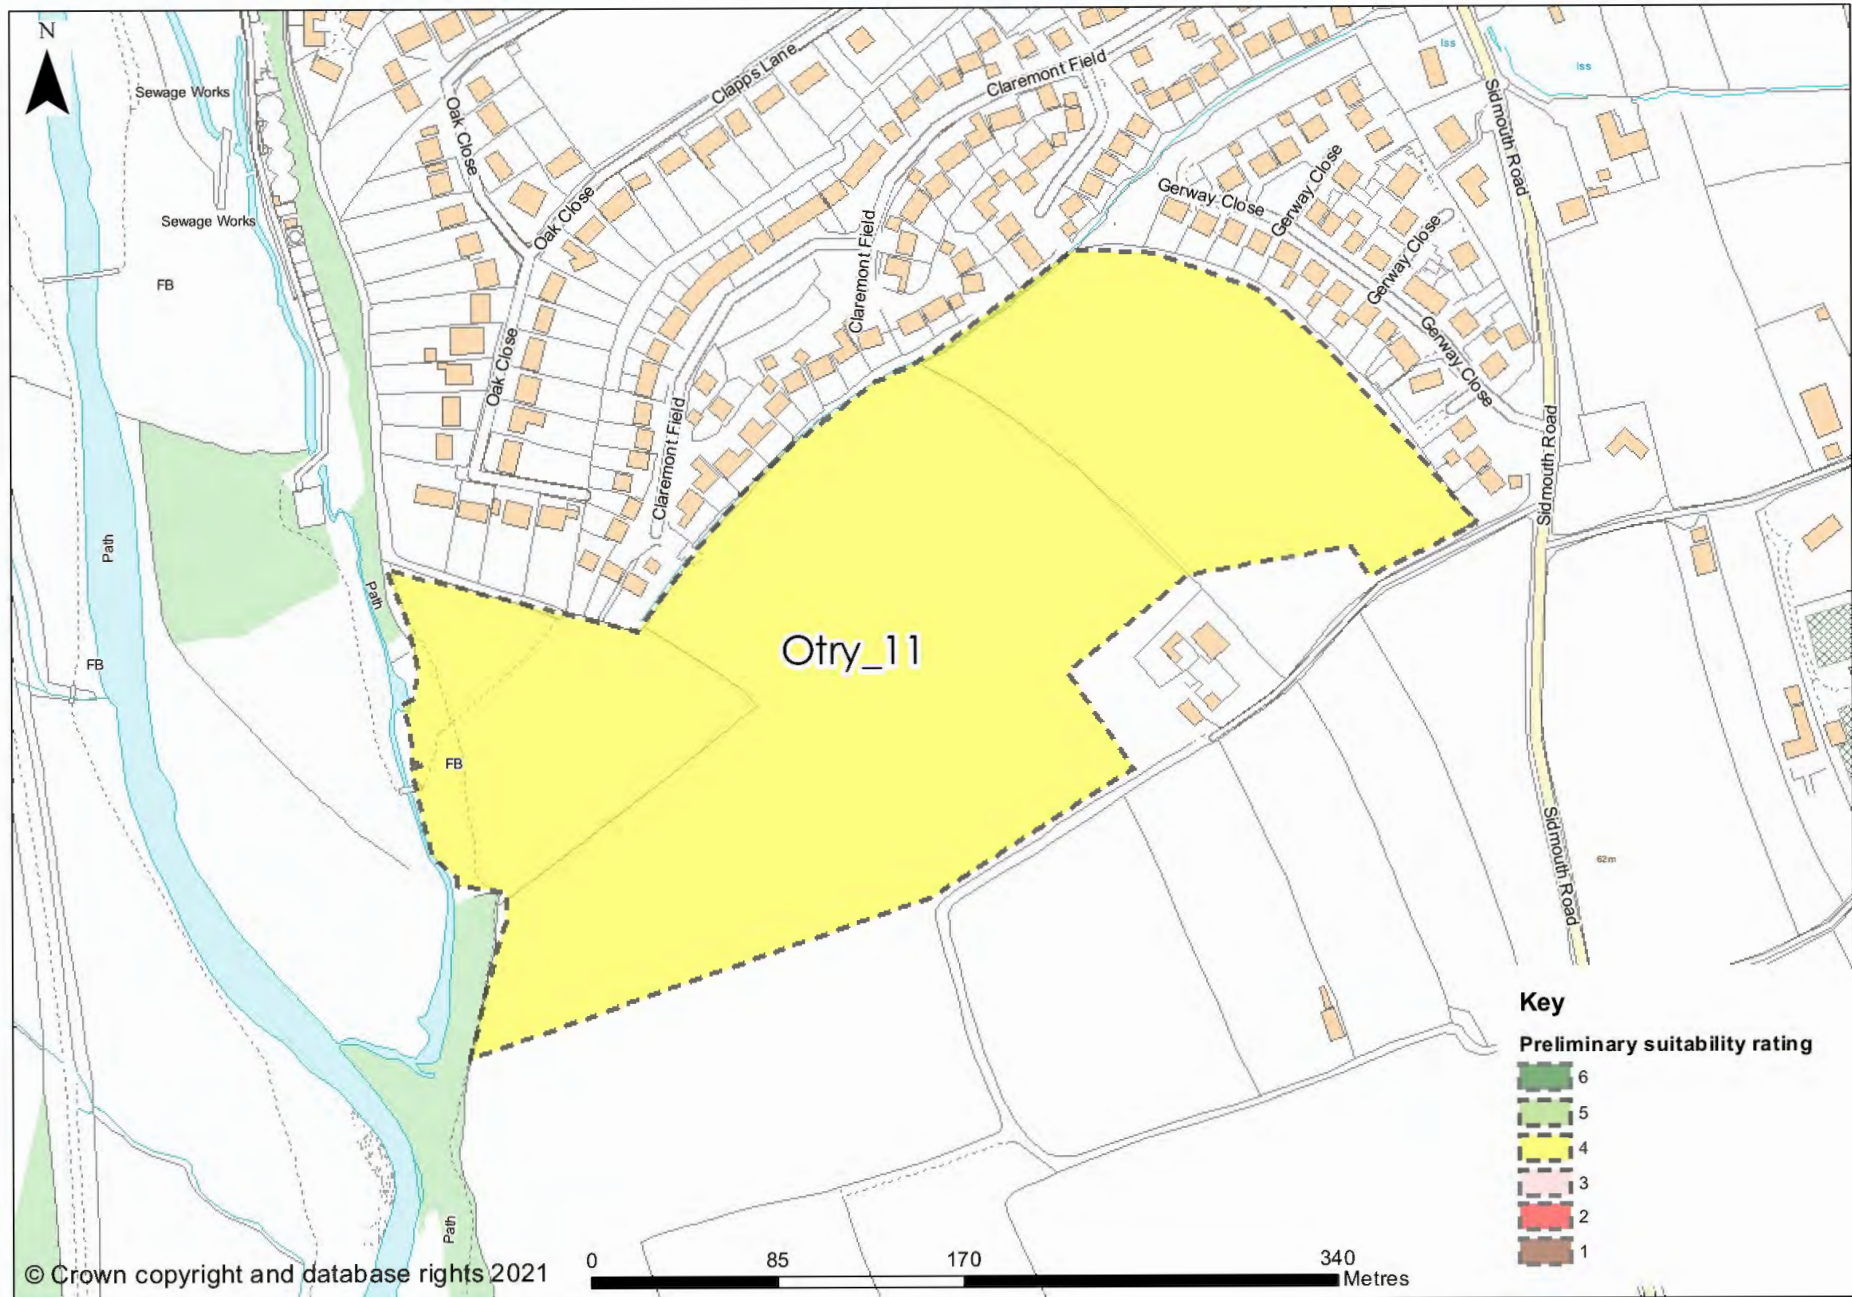 N
Sewage Works
Sewage Works
FB
Oak Close
Oak Close
Oak Close
Clapps Lane
Claremont Field
Claremont Field
Claremont Field
Gerway Close
Gerway Close
Gerway Close
Gerway Close
Iss
Iss
Sidmouth Road
Sidmouth Road
Sidmouth Road
Path
Path
FB
FB
Otry_11
62m
Path
Key
Preliminary suitability rating
6
5
4
3
2
1
© Crown copyright and database rights 2021
0 85 170 340
Metres